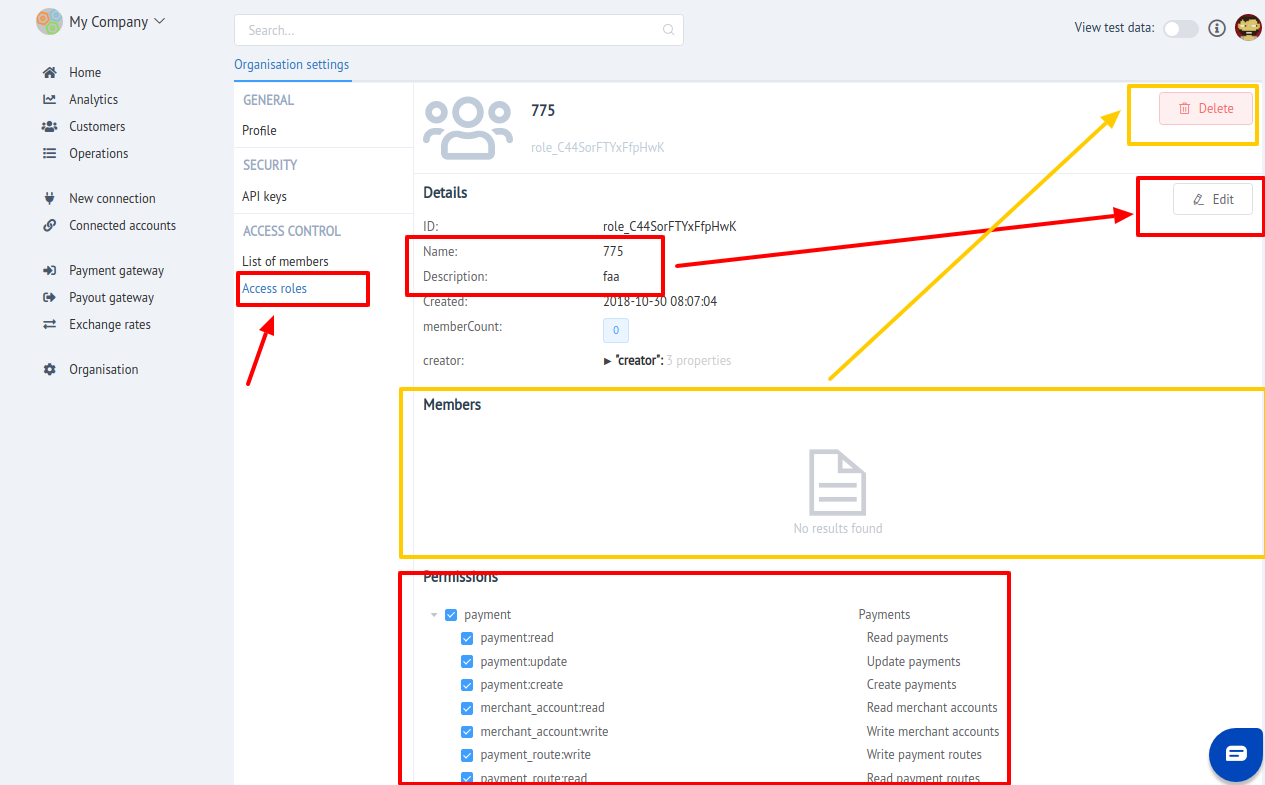 My Company
Search...
View test data:
Home
Analytics
Customers
Operations
New connection
Connected accounts
Payment gateway
Payout gateway
Exchange rates
Organisation
Organisation settings
GENERAL
Profile
SECURITY
API keys
ACCESS CONTROL
List of members
Access roles
775
role_C44SorFTYxFfpHwK
Delete
Details
Edit
ID: role_C44SorFTYxFfpHwK
Name: 775
Description: faa
Created: 2018-10-30 08:07:04
memberCount: 0
creator: ▶ "creator": 3 properties
Members
No results found
Permissions
payment Payments
payment:read Read payments
payment:update Update payments
payment:create Create payments
merchant_account:read Read merchant accounts
merchant_account:write Write merchant accounts
payment_route:write Write payment routes
payment_route:read Read payment routes